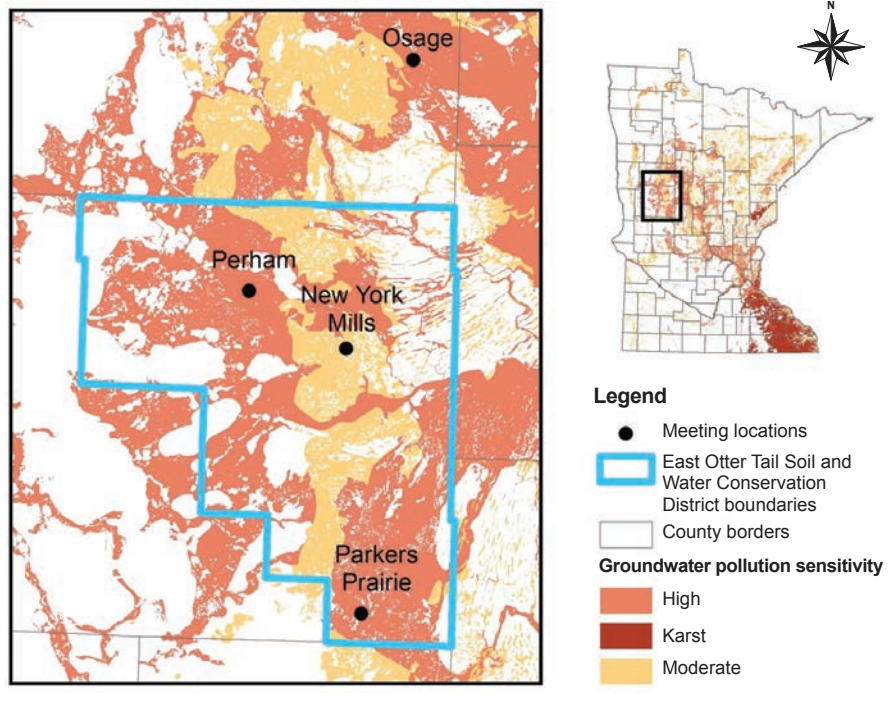 Osage
Perham
New York
Mills
Parkers
Prairie
N
Legend
Meeting locations
East Otter Tail Soil and
Water Conservation
District boundaries
County borders
Groundwater pollution sensitivity
High
Karst
Moderate